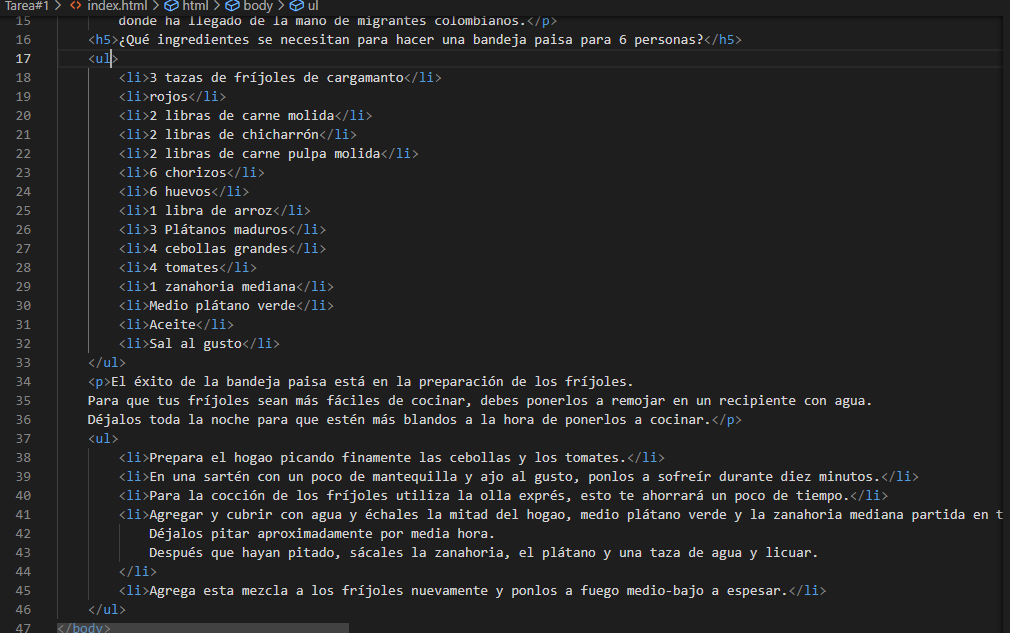 Tarea#1 > index.html > html > body > ul
15 donde ha llegado de la mano de migrantes colombianos.</p>
16 <h5>¿Qué ingredientes se necesitan para hacer una bandeja paisa para 6 personas?</h5>
17 <ul>
18 <li>3 tazas de fríjoles de cargamanto</li>
19 <li>rojos</li>
20 <li>2 libras de carne molida</li>
21 <li>2 libras de chicharrón</li>
22 <li>2 libras de carne pulpa molida</li>
23 <li>6 chorizos</li>
24 <li>6 huevos</li>
25 <li>1 libra de arroz</li>
26 <li>3 Plátanos maduros</li>
27 <li>4 cebollas grandes</li>
28 <li>4 tomates</li>
29 <li>1 zanahoria mediana</li>
30 <li>Medio plátano verde</li>
31 <li>Aceite</li>
32 <li>Sal al gusto</li>
33 </ul>
34 <p>El éxito de la bandeja paisa está en la preparación de los fríjoles.
35 Para que tus fríjoles sean más fáciles de cocinar, debes ponerlos a remojar en un recipiente con agua.
36 Déjalos toda la noche para que estén más blandos a la hora de ponerlos a cocinar.</p>
37 <ul>
38 <li>Prepara el hogao picando finamente las cebollas y los tomates.</li>
39 <li>En una sartén con un poco de mantequilla y ajo al gusto, ponlos a sofreír durante diez minutos.</li>
40 <li>Para la cocción de los fríjoles utiliza la olla exprés, esto te ahorrará un poco de tiempo.</li>
41 <li>Agregar y cubrir con agua y échales la mitad del hogao, medio plátano verde y la zanahoria mediana partida en t
42 Déjalos pitar aproximadamente por media hora.
43 Después que hayan pitado, sácales la zanahoria, el plátano y una taza de agua y licuar.
44 </li>
45 <li>Agrega esta mezcla a los fríjoles nuevamente y ponlos a fuego medio-bajo a espesar.</li>
46 </ul>
47 </body>